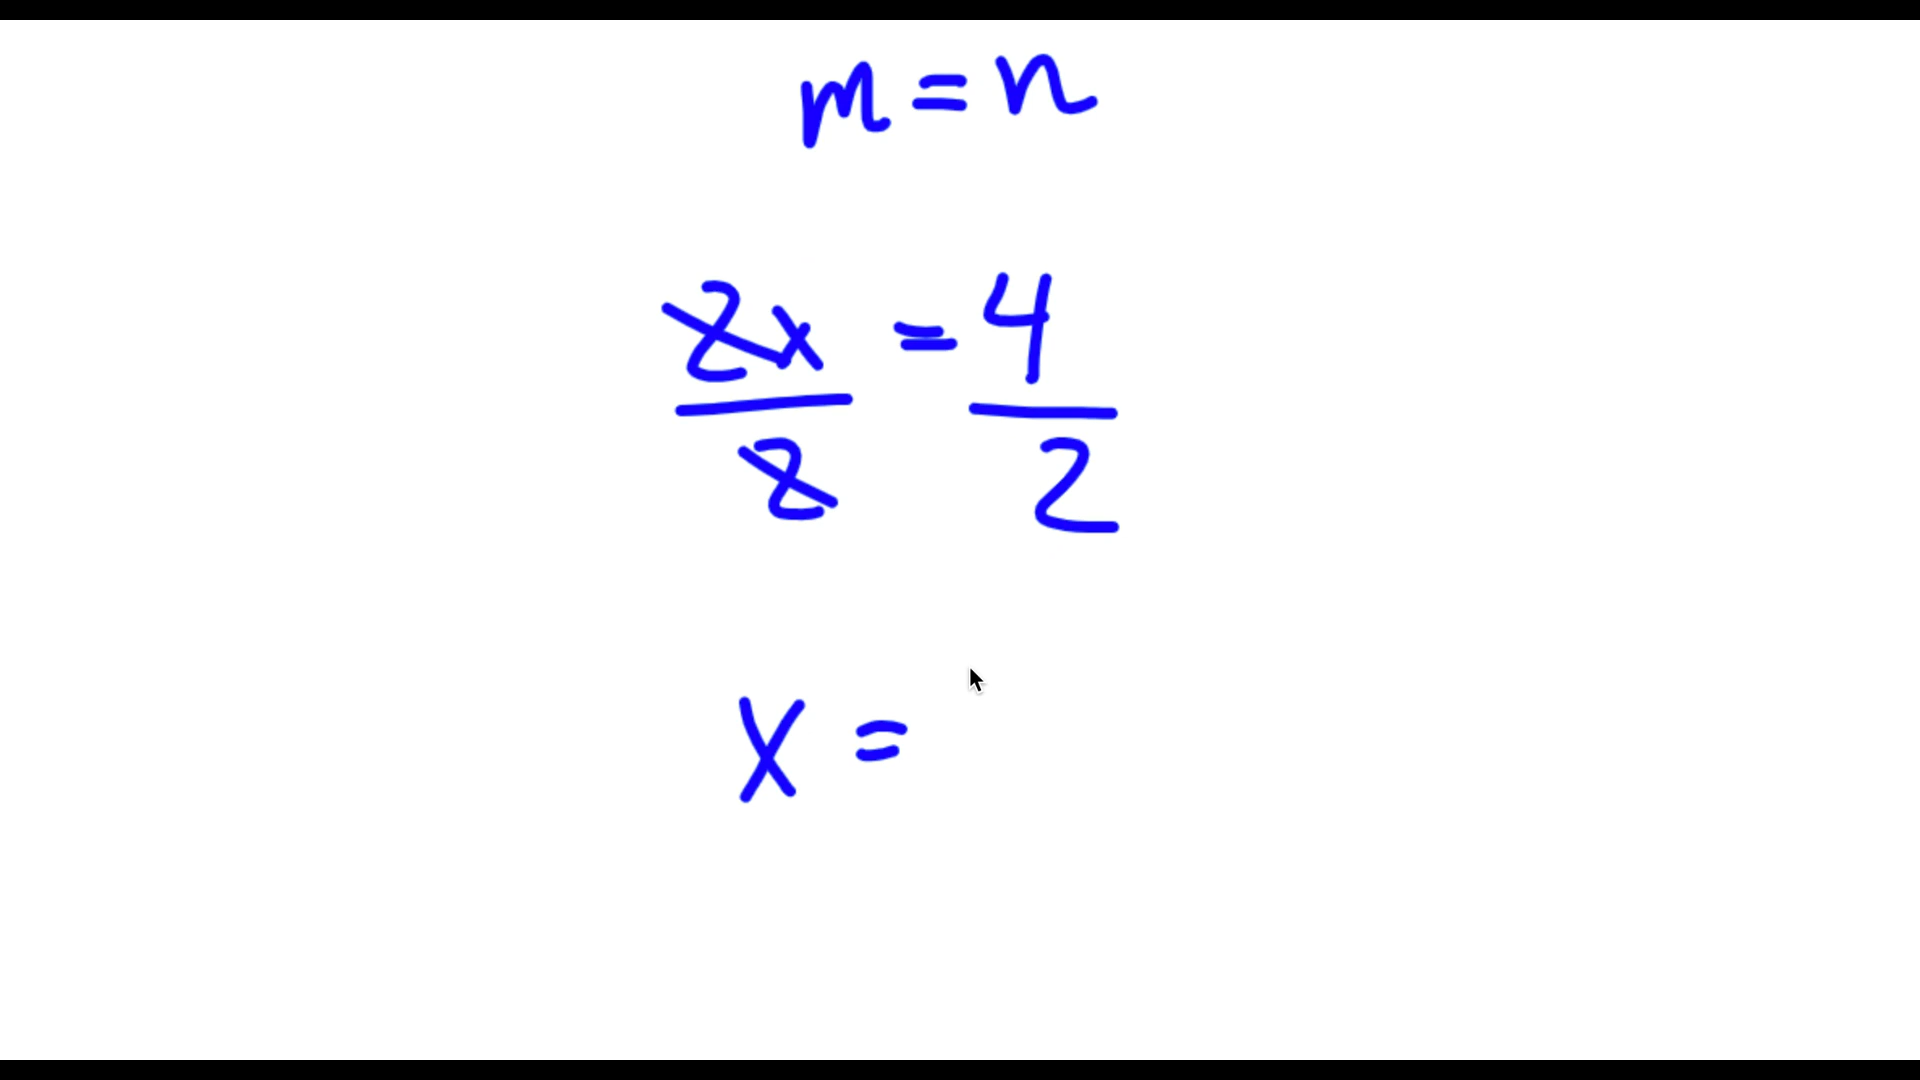 m = n
2x = 4
2 2
x =